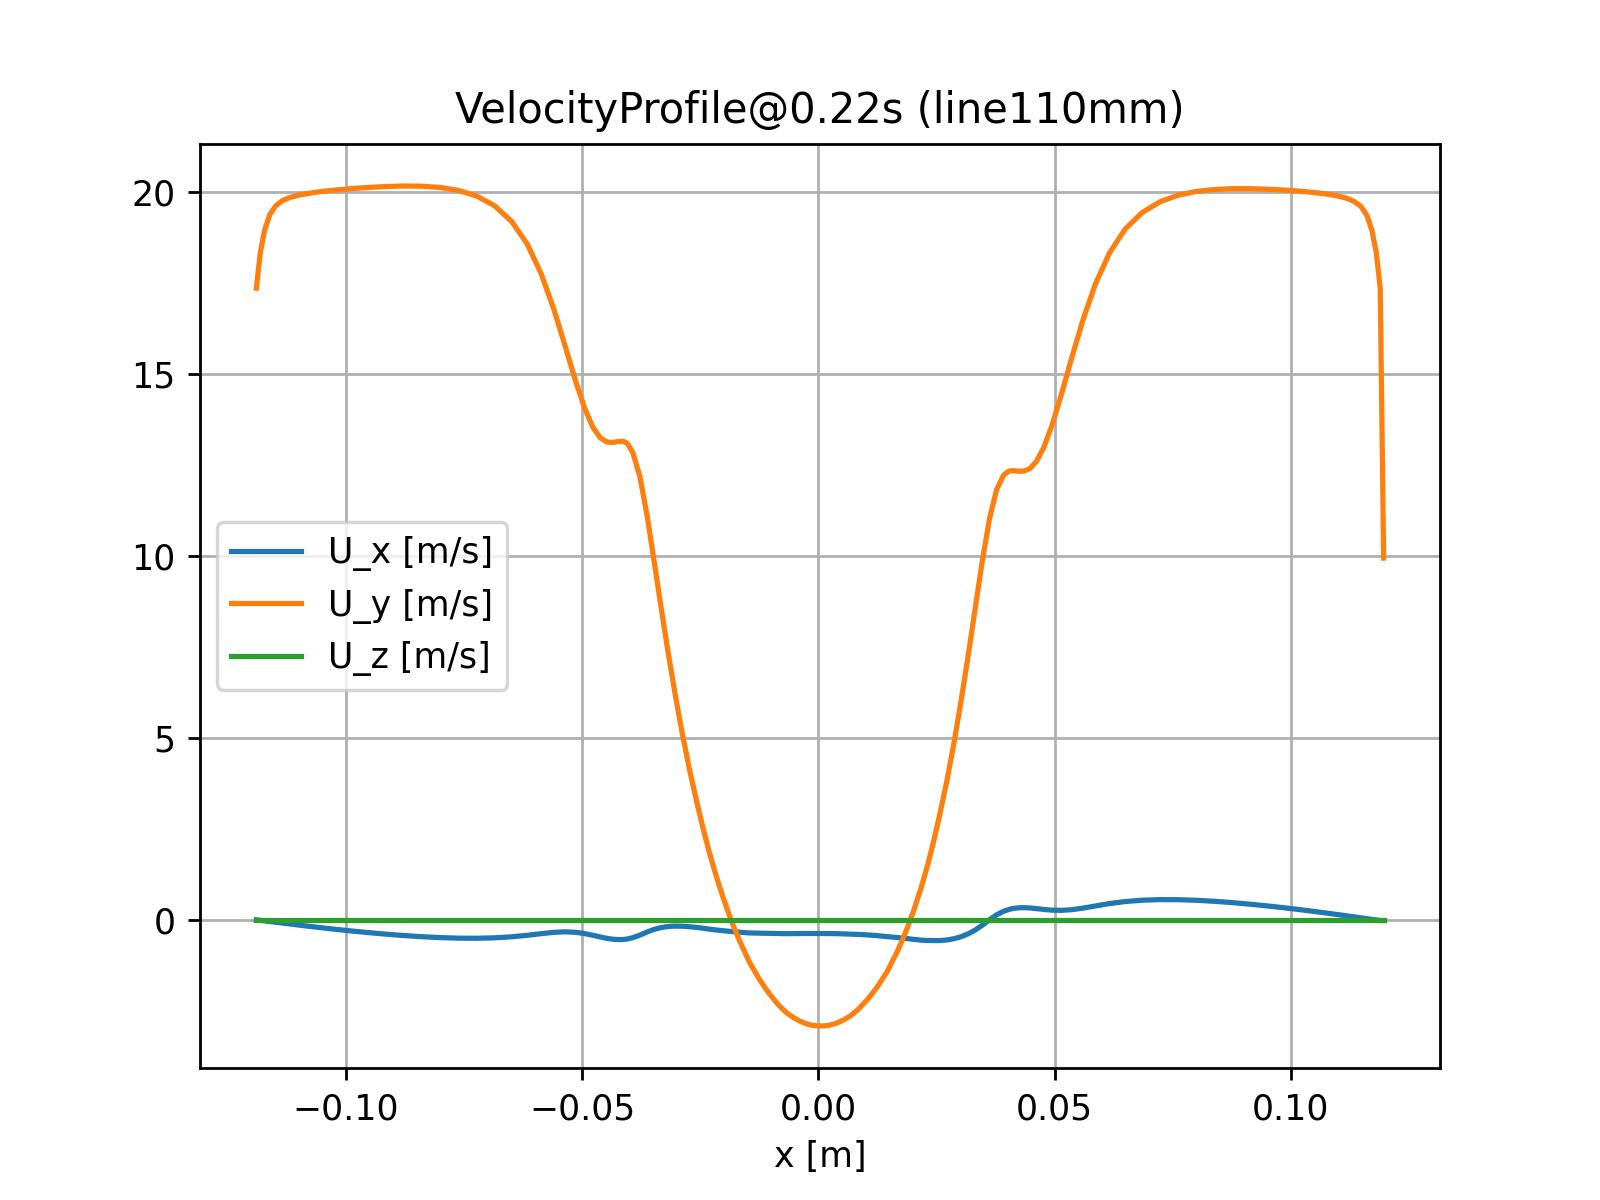 VelocityProfile@0.22s (line110mm)
20
15
10
5
0
U_x [m/s]
U_y [m/s]
U_z [m/s]
−0.10 −0.05 0.00 0.05 0.10
x [m]